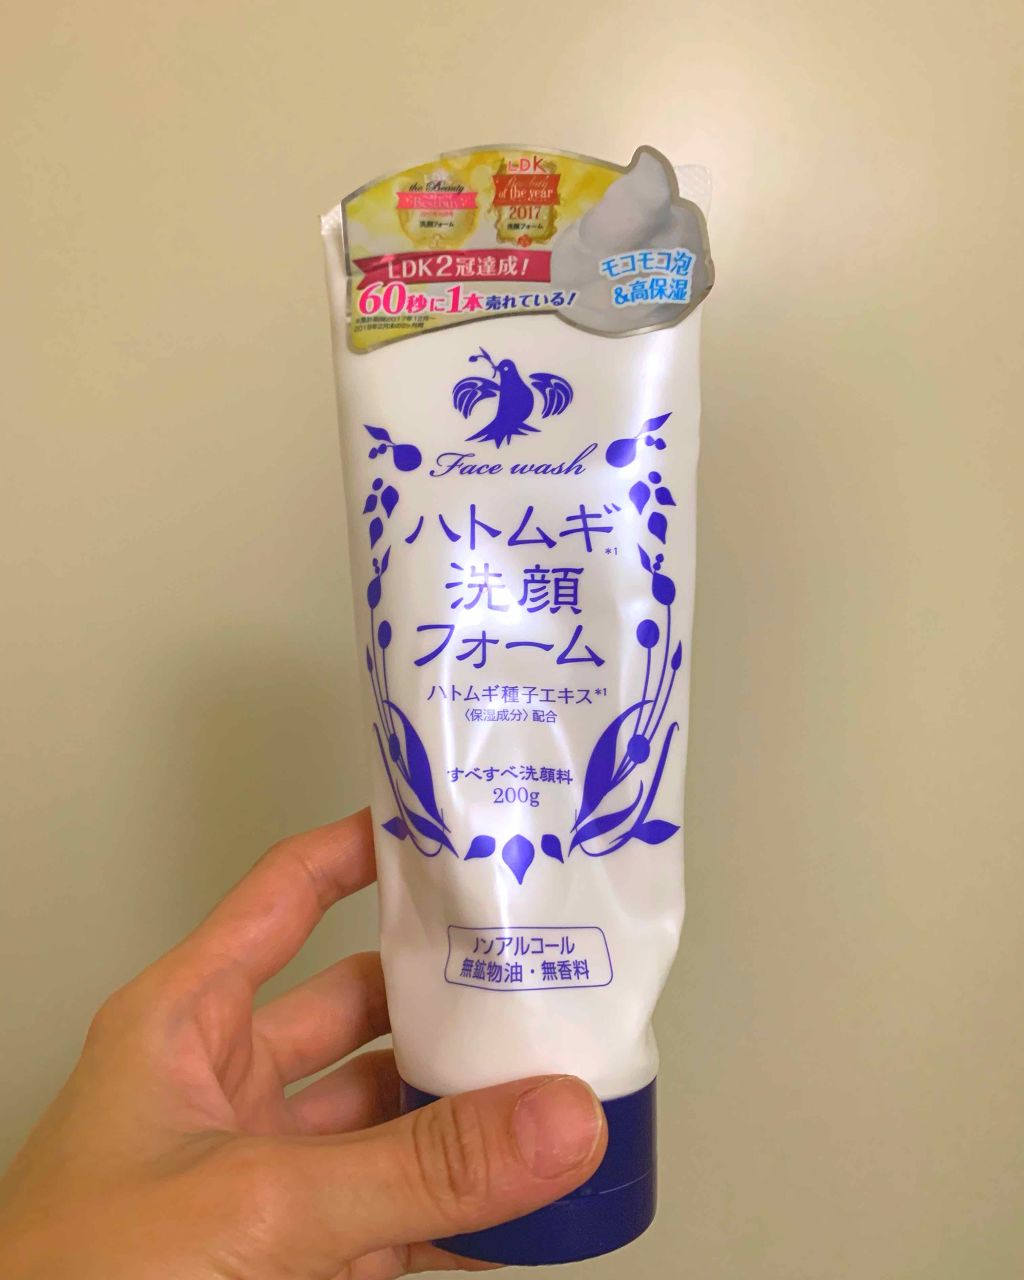 the Beauty
Bestbuy
洗顔フォーム
LDK
of the year
2017
洗顔フォーム
LDK2冠達成!
60秒に1本売れている!
モコモコ泡
&高保湿
Face wash
ハトムギ*1
洗顔
フォーム
ハトムギ種子エキス*1
〈保湿成分〉配合
すべすべ洗顔料
200g
ノンアルコール
無鉱物油・無香料